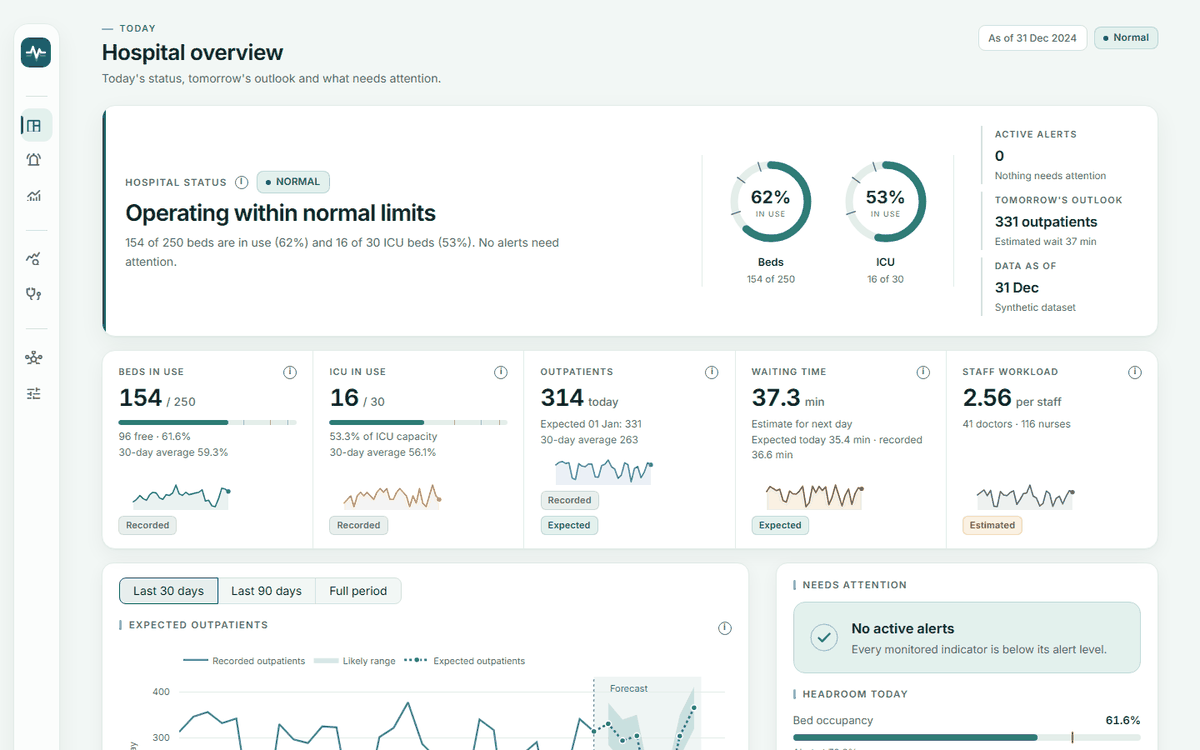 TODAY
Hospital overview
Today's status, tomorrow's outlook and what needs attention.
As of 31 Dec 2024
Normal
HOSPITAL STATUS
NORMAL
Operating within normal limits
154 of 250 beds are in use (62%) and 16 of 30 ICU beds (53%). No alerts need
attention.
62%
IN USE
Beds
154 of 250
53%
IN USE
ICU
16 of 30
ACTIVE ALERTS
0
Nothing needs attention
TOMORROW'S OUTLOOK
331 outpatients
Estimated wait 37 min
DATA AS OF
31 Dec
Synthetic dataset
BEDS IN USE
154 / 250
96 free · 61.6%
30-day average 59.3%
Recorded
ICU IN USE
16 / 30
53.3% of ICU capacity
30-day average 56.1%
Recorded
OUTPATIENTS
314 today
Expected 01 Jan: 331
30-day average 263
Recorded
Expected
WAITING TIME
37.3 min
Estimate for next day
Expected today 35.4 min · recorded
36.6 min
Expected
STAFF WORKLOAD
2.56 per staff
41 doctors · 116 nurses
Estimated
Last 30 days
Last 90 days
Full period
EXPECTED OUTPATIENTS
Recorded outpatients
Likely range
Expected outpatients
Forecast
400
300
NEEDS ATTENTION
No active alerts
Every monitored indicator is below its alert level.
HEADROOM TODAY
Bed occupancy
61.6%